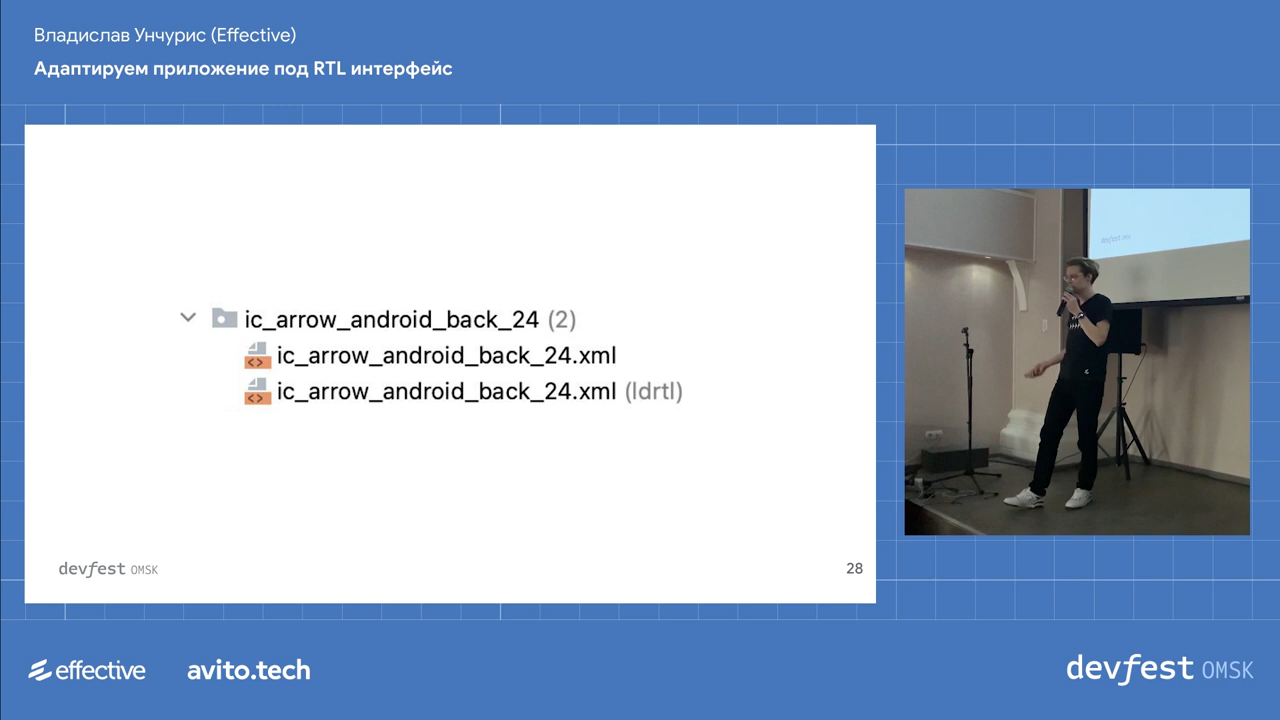 Владислав Унчурис (Effective)
Адаптируем приложение под RTL интерфейс
ic_arrow_android_back_24 (2)
ic_arrow_android_back_24.xml
ic_arrow_android_back_24.xml (ldrtl)
devfest OMSK
28
effective
avito.tech
devfest OMSK